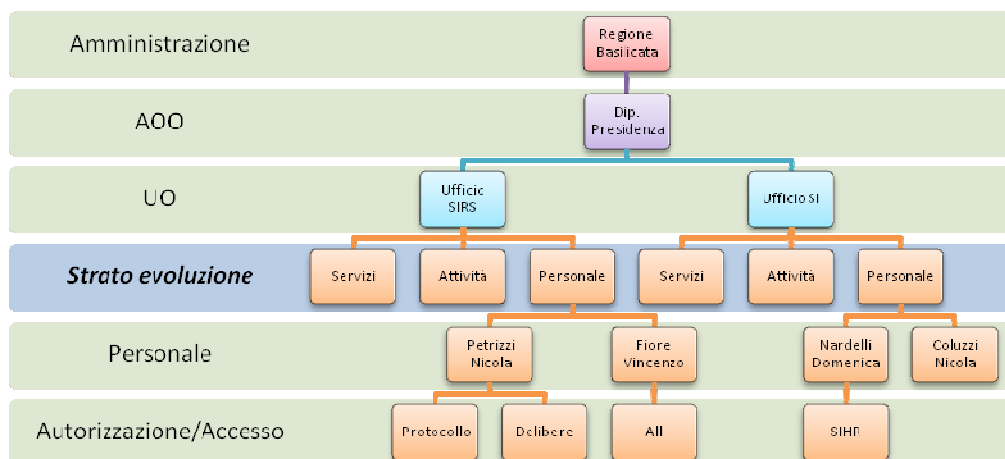 Amministrazione
Regione
Basilicata
AOO
Dip.
Presidenza
UO
Ufficio
SIRS
Ufficio SI
Strato evoluzione
Servizi
Attività
Personale
Servizi
Attività
Personale
Personale
Petrizzi
Nicola
Fiore
Vincenzo
Nardelli
Domenica
Coluzzi
Nicola
Autorizzazione/Accesso
Protocollo
Delibere
All
SIHR